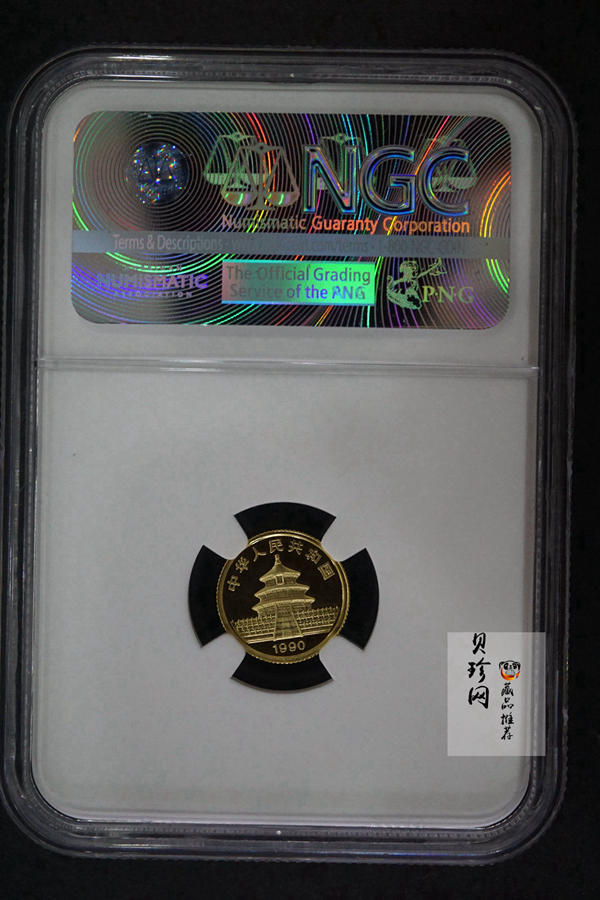 NGC
Numismatic Guaranty Corporation
Terms & Descriptions
NUMISMATIC
ASSOCIATION
The Official Grading
Service of the PNG
PNG
中华人民共和国
1990
贝珍网
藏品推荐